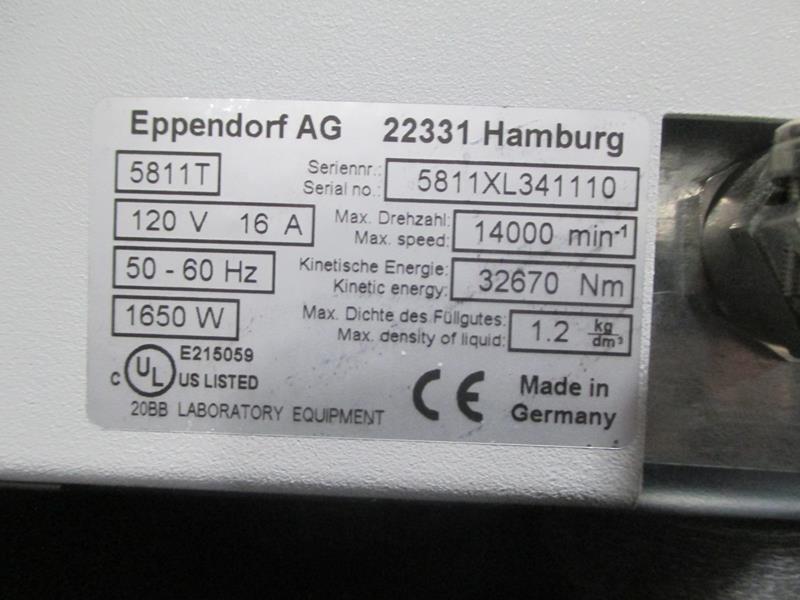 Eppendorf AG 22331 Hamburg
5811T
Seriennr.:
Serial no.:
5811XL341110
120 V 16 A
Max. Drehzahl:
Max. speed:
14000 min-1
50 - 60 Hz
Kinetische Energie:
Kinetic energy:
32670 Nm
1650 W
Max. Dichte des Füllgutes:
Max. density of liquid:
1.2 kg/dm³
C UL US LISTED
E215059
20BB LABORATORY EQUIPMENT
CE
Made in
Germany